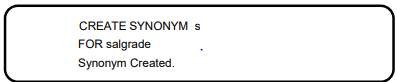 CREATE SYNONYM s
FOR salgrade .
Synonym Created.